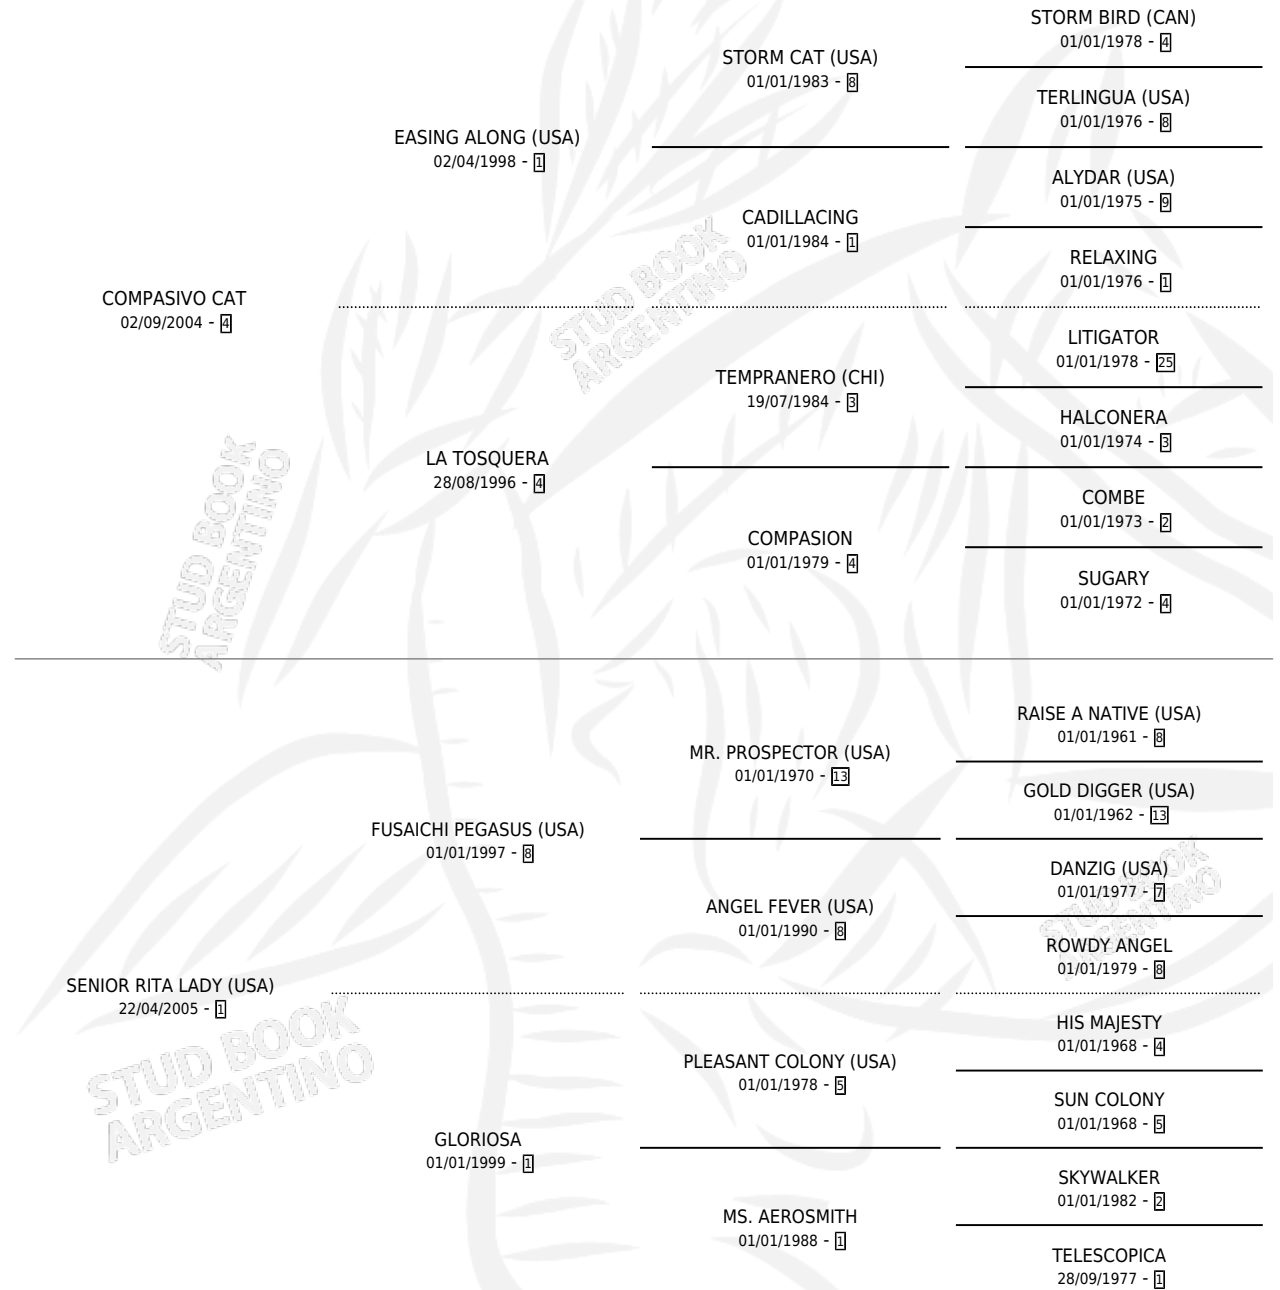 STORM BIRD (CAN)
01/01/1978 - 4
STORM CAT (USA)
01/01/1983 - 8
TERLINGUA (USA)
01/01/1976 - 8
EASING ALONG (USA)
02/04/1998 - 1
ALYDAR (USA)
01/01/1975 - 9
CADILLACING
01/01/1984 - 1
RELAXING
01/01/1976 - 1
COMPASIVO CAT
02/09/2004 - 4
LITIGATOR
01/01/1978 - 25
TEMPRANERO (CHI)
19/07/1984 - 3
HALCONERA
01/01/1974 - 3
LA TOSQUERA
28/08/1996 - 4
COMBE
01/01/1973 - 2
COMPASION
01/01/1979 - 4
SUGARY
01/01/1972 - 4
STUD BOOK
ARGENTINO
STUD BOOK
ARGENTINO
RAISE A NATIVE (USA)
01/01/1961 - 8
MR. PROSPECTOR (USA)
01/01/1970 - 13
GOLD DIGGER (USA)
01/01/1962 - 13
FUSAICHI PEGASUS (USA)
01/01/1997 - 8
DANZIG (USA)
01/01/1977 - 7
ANGEL FEVER (USA)
01/01/1990 - 8
ROWDY ANGEL
01/01/1979 - 8
SENIOR RITA LADY (USA)
22/04/2005 - 1
HIS MAJESTY
01/01/1968 - 4
PLEASANT COLONY (USA)
01/01/1978 - 5
SUN COLONY
01/01/1968 - 5
GLORIOSA
01/01/1999 - 1
SKYWALKER
01/01/1982 - 2
MS. AEROSMITH
01/01/1988 - 1
TELESCOPICA
28/09/1977 - 1
STUD BOOK
ARGENTINO
STUD BOOK
ARGENTINO